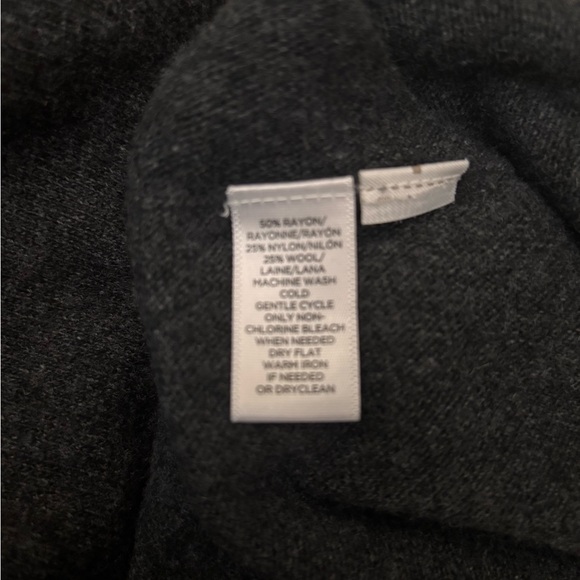 50% RAYON/
RAYONNE/RAYÓN
25% NYLON/NILÓN
25% WOOL/
LAINE/LANA
MACHINE WASH
COLD
GENTLE CYCLE
ONLY NON-
CHLORINE BLEACH
WHEN NEEDED
DRY FLAT
WARM IRON
IF NEEDED
OR DRYCLEAN